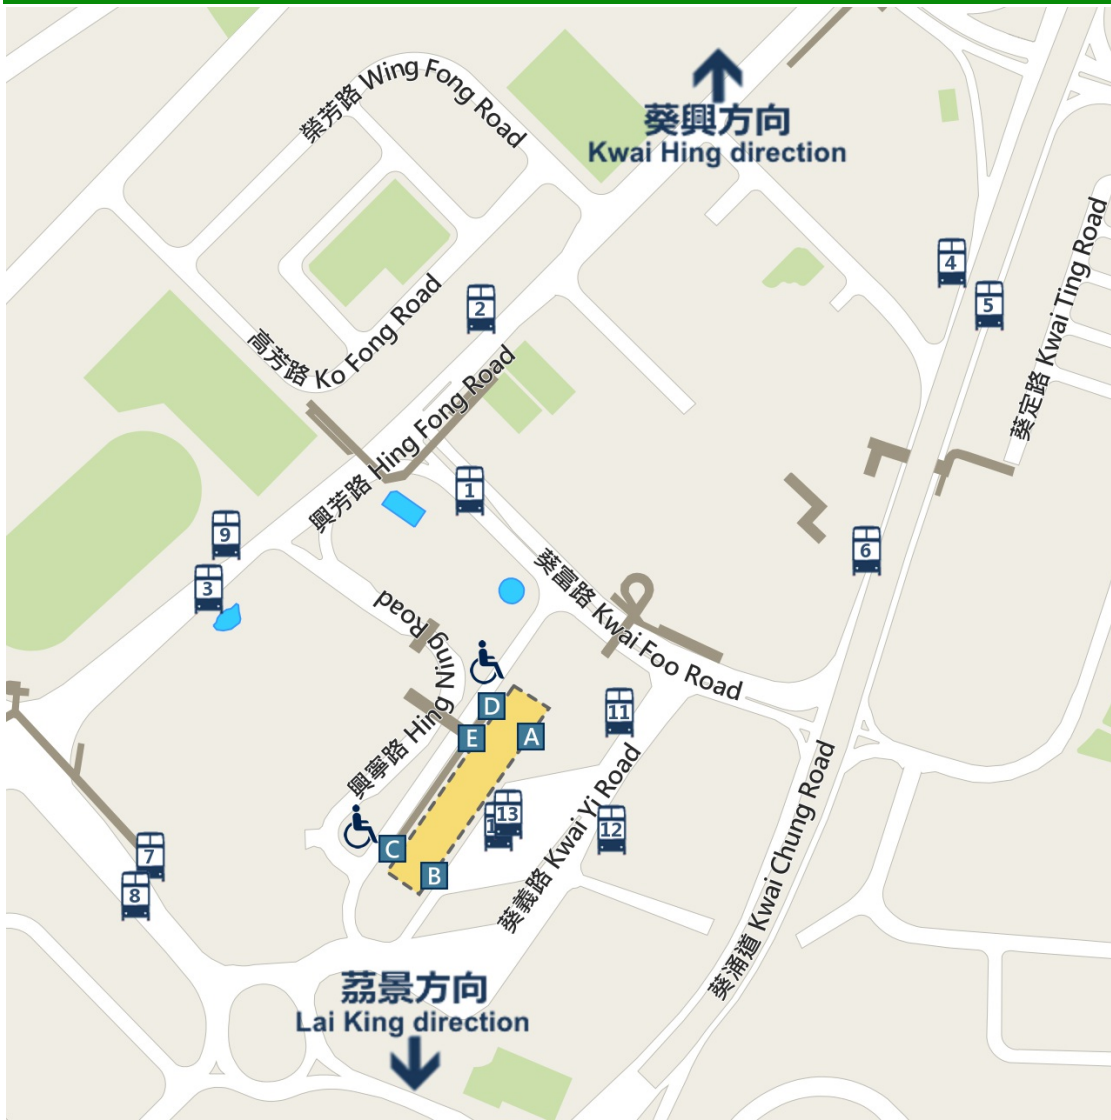 榮芳路 Wing Fong Road
葵興方向
Kwai Hing direction
4
5
2
葵定路 Kwai Ting Road
高芳路 Ko Fong Road
興芳路 Hing Fong Road
1
9
6
3
葵富路 Kwai Foo Road
興寧路 Hing Ning Road
D
11
E
A
13
1
12
7
C
B
8
葵義路 Kwai Yi Road
葵涌道 Kwai Chung Road
荔景方向
Lai King direction